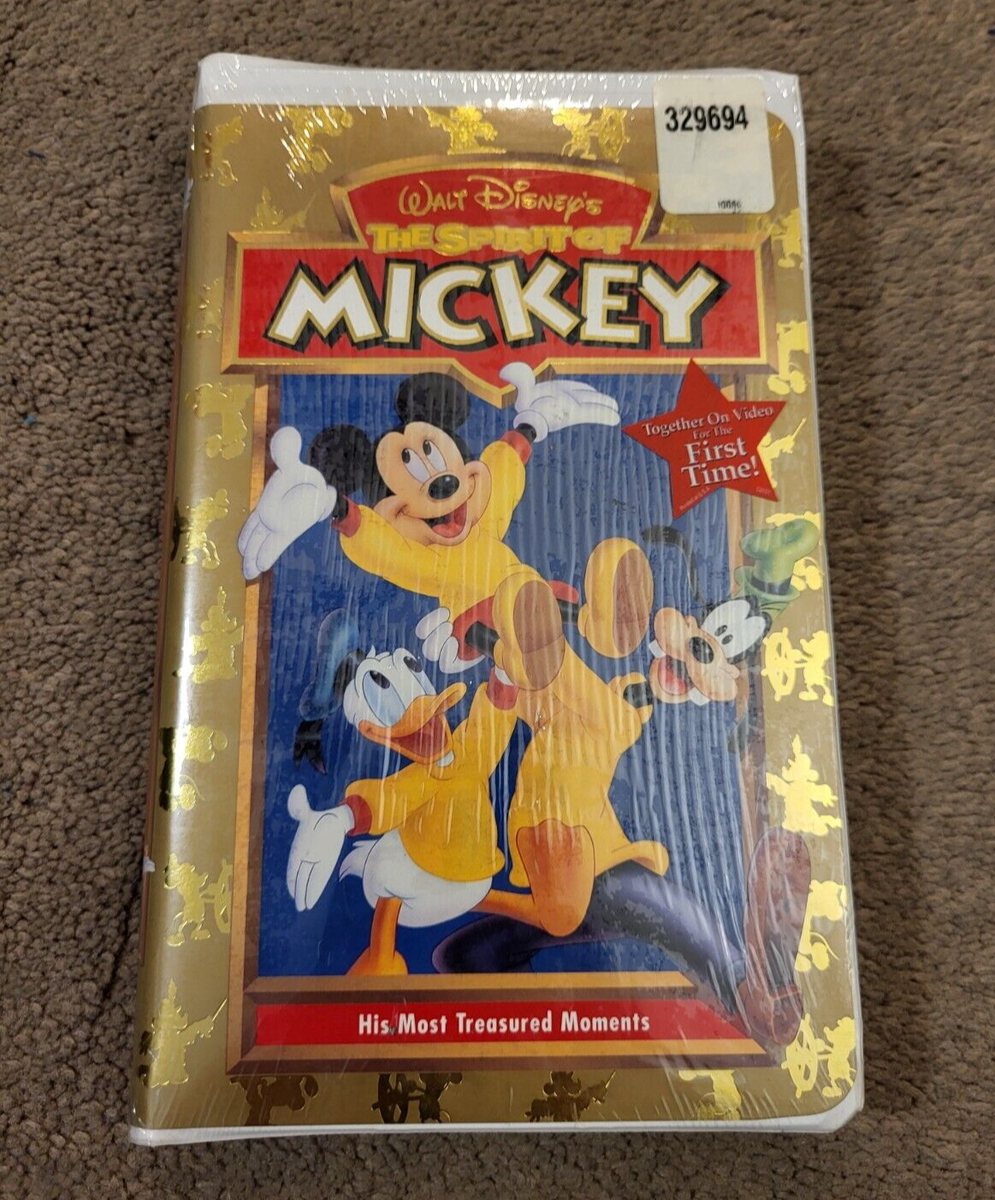 329694
WALT DISNEY'S
THE SPIRIT OF
MICKEY
Together On Video
For The
First
Time!
His Most Treasured Moments